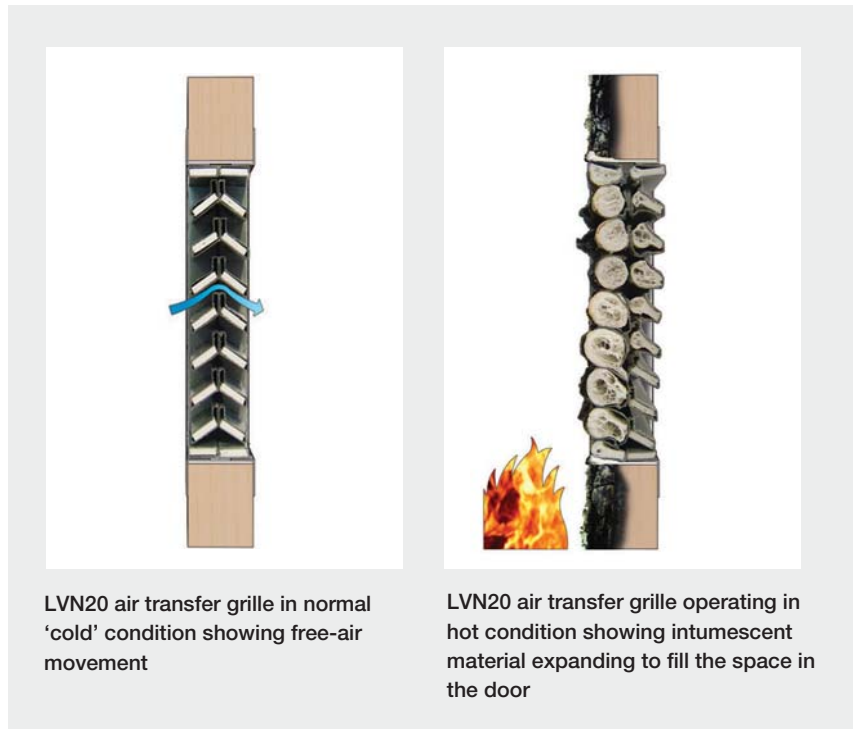 LVN20 air transfer grille in normal
‘cold’ condition showing free-air
movement
LVN20 air transfer grille operating in
hot condition showing intumescent
material expanding to fill the space in
the door